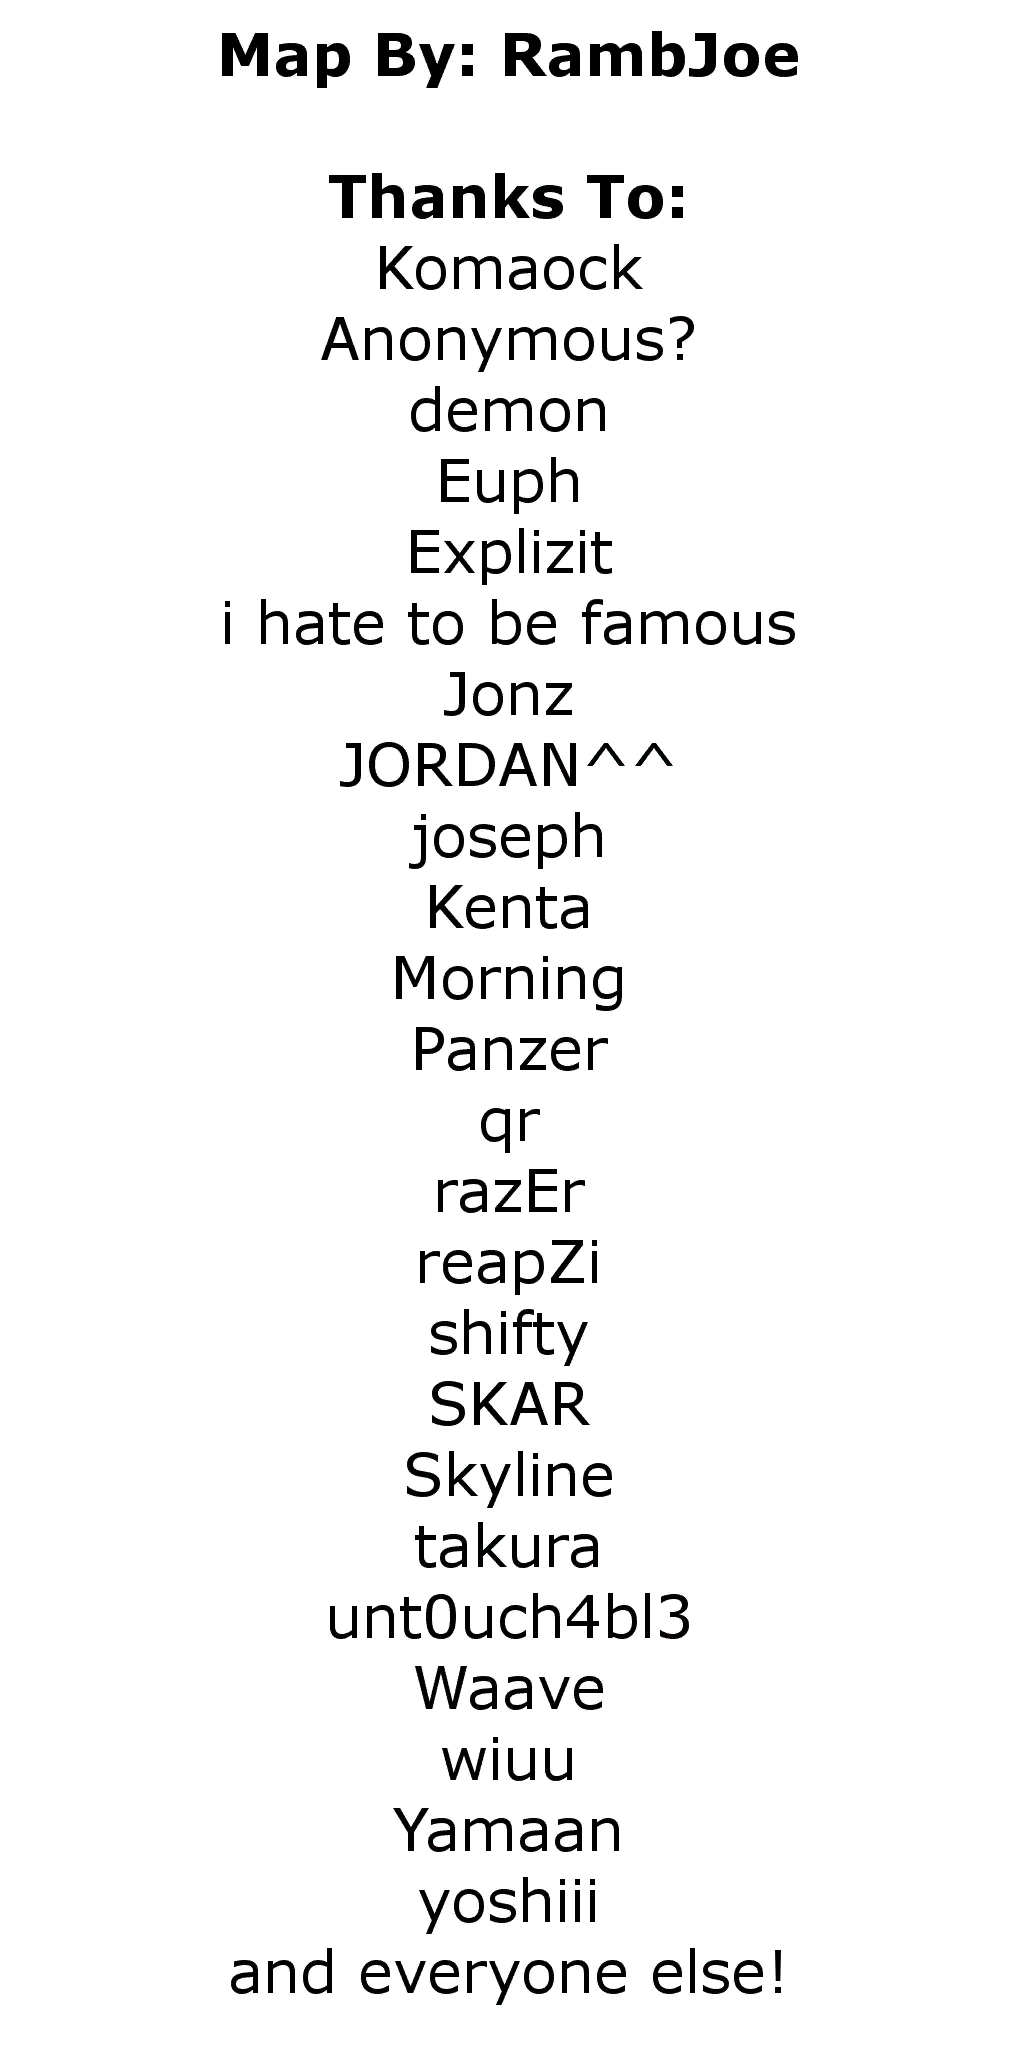 Map By: RambJoe
Thanks To:
Komaock
Anonymous?
demon
Euph
Explizit
i hate to be famous
Jonz
JORDAN^^
joseph
Kenta
Morning
Panzer
qr
razEr
reapZi
shifty
SKAR
Skyline
takura
unt0uch4bl3
Waave
wiuu
Yamaan
yoshiii
and everyone else!